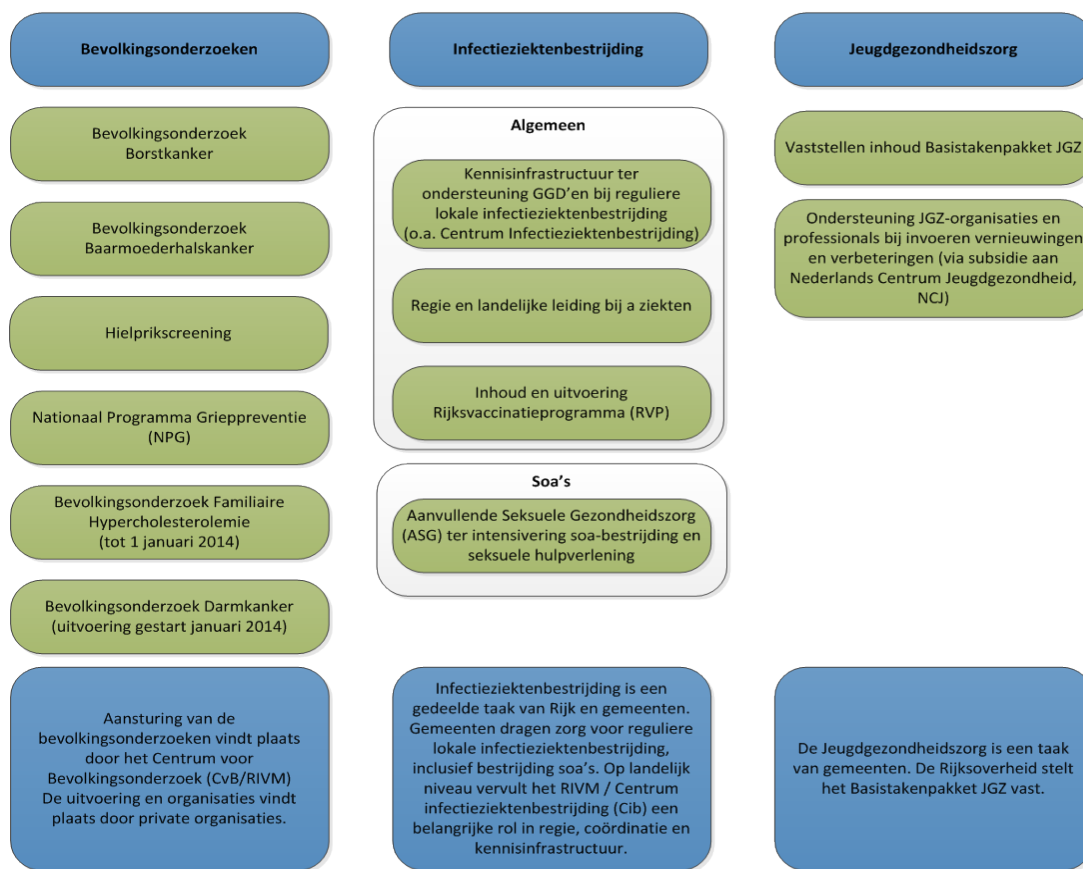 Bevolkingsonderzoeken
Bevolkingsonderzoek
Borstkanker
Bevolkingsonderzoek
Baarmoederhalskanker
Hielprikscreening
Nationaal Programma Grieppreventie
(NPG)
Bevolkingsonderzoek Familiaire
Hypercholesterolemie
(tot 1 januari 2014)
Bevolkingsonderzoek Darmkanker
(uitvoering gestart januari 2014)
Aansturing van de
bevolkingsonderzoeken vindt plaats
door het Centrum voor
Bevolkingsonderzoek (CvB/RIVM)
De uitvoering en organisaties vindt
plaats door private organisaties.
Infectieziektenbestrijding
Algemeen
Kennisinfrastructuur ter
ondersteuning GGD’en bij reguliere
lokale infectieziektenbestrijding
(o.a. Centrum Infectieziektenbestrijding)
Regie en landelijke leiding bij a ziekten
Inhoud en uitvoering
Rijksvaccinatieprogramma (RVP)
Soa’s
Aanvullende Seksuele Gezondheidszorg
(ASG) ter intensivering soa-bestrijding en
seksuele hulpverlening
Infectieziektenbestrijding is een
gedeelde taak van Rijk en gemeenten.
Gemeenten dragen zorg voor reguliere
lokale infectieziektenbestrijding,
inclusief bestrijding soa’s. Op landelijk
niveau vervult het RIVM / Centrum
infectieziektenbestrijding (Cib) een
belangrijke rol in regie, coördinatie en
kennisinfrastructuur.
Jeugdgezondheidszorg
Vaststellen inhoud Basistakenpakket JGZ
Ondersteuning JGZ-organisaties en
professionals bij invoeren vernieuwingen
en verbeteringen (via subsidie aan
Nederlands Centrum Jeugdgezondheid,
NCJ)
De Jeugdgezondheidszorg is een taak
van gemeenten. De Rijksoverheid stelt
het Basistakenpakket JGZ vast.